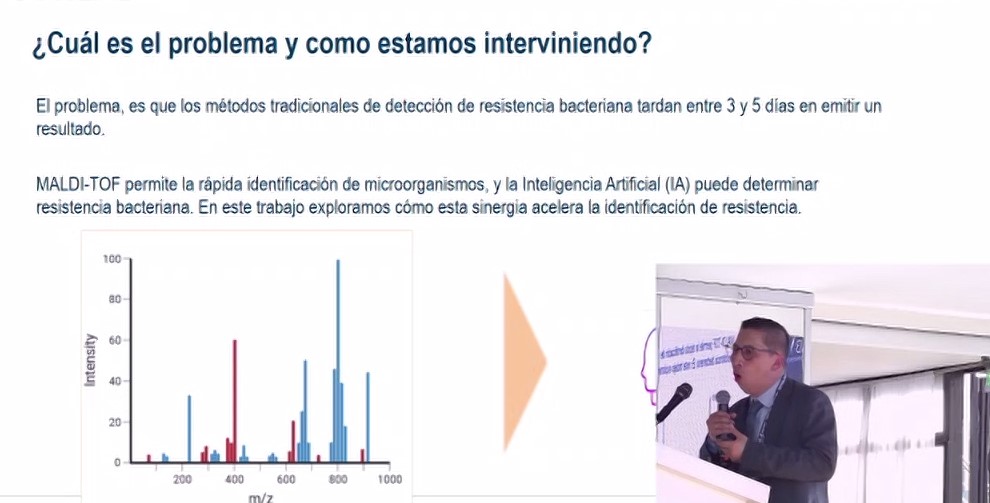 ¿Cuál es el problema y como estamos interviniendo?
El problema, es que los métodos tradicionales de detección de resistencia bacteriana tardan entre 3 y 5 días en emitir un
resultado.
MALDI-TOF permite la rápida identificación de microorganismos, y la Inteligencia Artificial (IA) puede determinar
resistencia bacteriana. En este trabajo exploramos cómo esta sinergia acelera la identificación de resistencia.
100
80
60
40
20
0
Intensity
200 400 600 800 1000
m/z